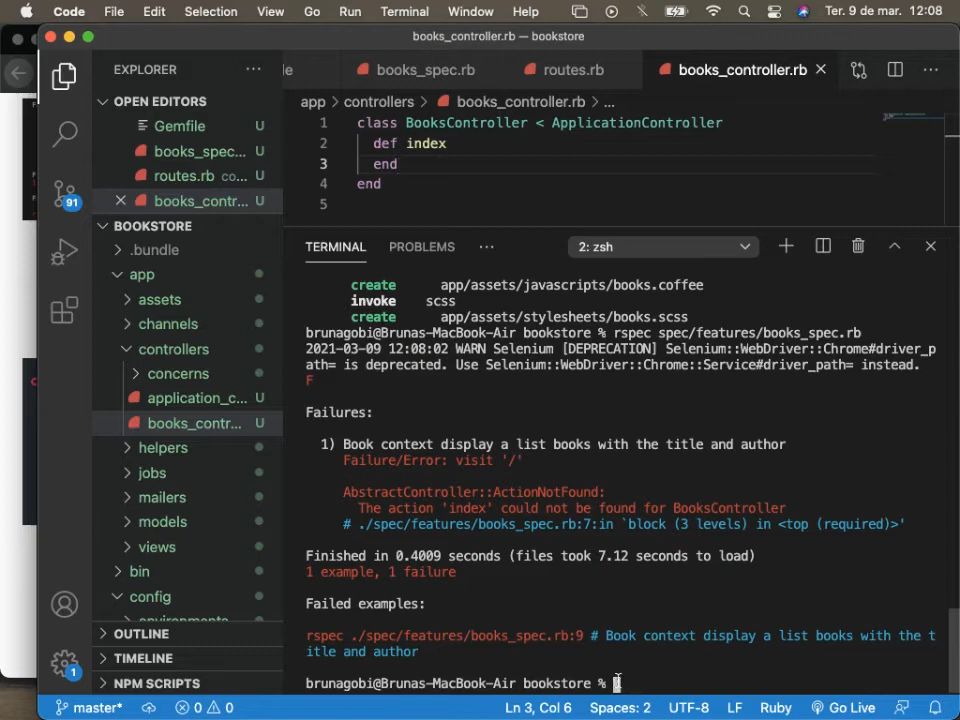 Code File Edit Selection View Go Run Terminal Window Help Ter. 9 de mar. 12:08
books_controller.rb — bookstore
EXPLORER ···
le books_spec.rb routes.rb books_controller.rb ×
OPEN EDITORS
Gemfile U
books_spec... U
routes.rb co... U
books_contr... U
BOOKSTORE
.bundle
app
assets
channels
controllers
concerns
application_c... U
books_contr... U
helpers
jobs
mailers
models
views
bin
config
environments
OUTLINE
TIMELINE
NPM SCRIPTS
91
1
app > controllers > books_controller.rb > ...
1 class BooksController < ApplicationController
2 def index
3 end
4 end
5
TERMINAL PROBLEMS ··· 2: zsh
create app/assets/javascripts/books.coffee
invoke scss
create app/assets/stylesheets/books.scss
brunagobi@Brunas-MacBook-Air bookstore % rspec spec/features/books_spec.rb
2021-03-09 12:08:02 WARN Selenium [DEPRECATION] Selenium::WebDriver::Chrome#driver_p
ath= is deprecated. Use Selenium::WebDriver::Chrome::Service#driver_path= instead.
F
Failures:
1) Book context display a list books with the title and author
Failure/Error: visit '/'
AbstractController::ActionNotFound:
The action 'index' could not be found for BooksController
# ./spec/features/books_spec.rb:7:in `block (3 levels) in <top (required)>'
Finished in 0.4009 seconds (files took 7.12 seconds to load)
1 example, 1 failure
Failed examples:
rspec ./spec/features/books_spec.rb:9 # Book context display a list books with the t
itle and author
brunagobi@Brunas-MacBook-Air bookstore %
master* 0 0 Ln 3, Col 6 Spaces: 2 UTF-8 LF Ruby Go Live